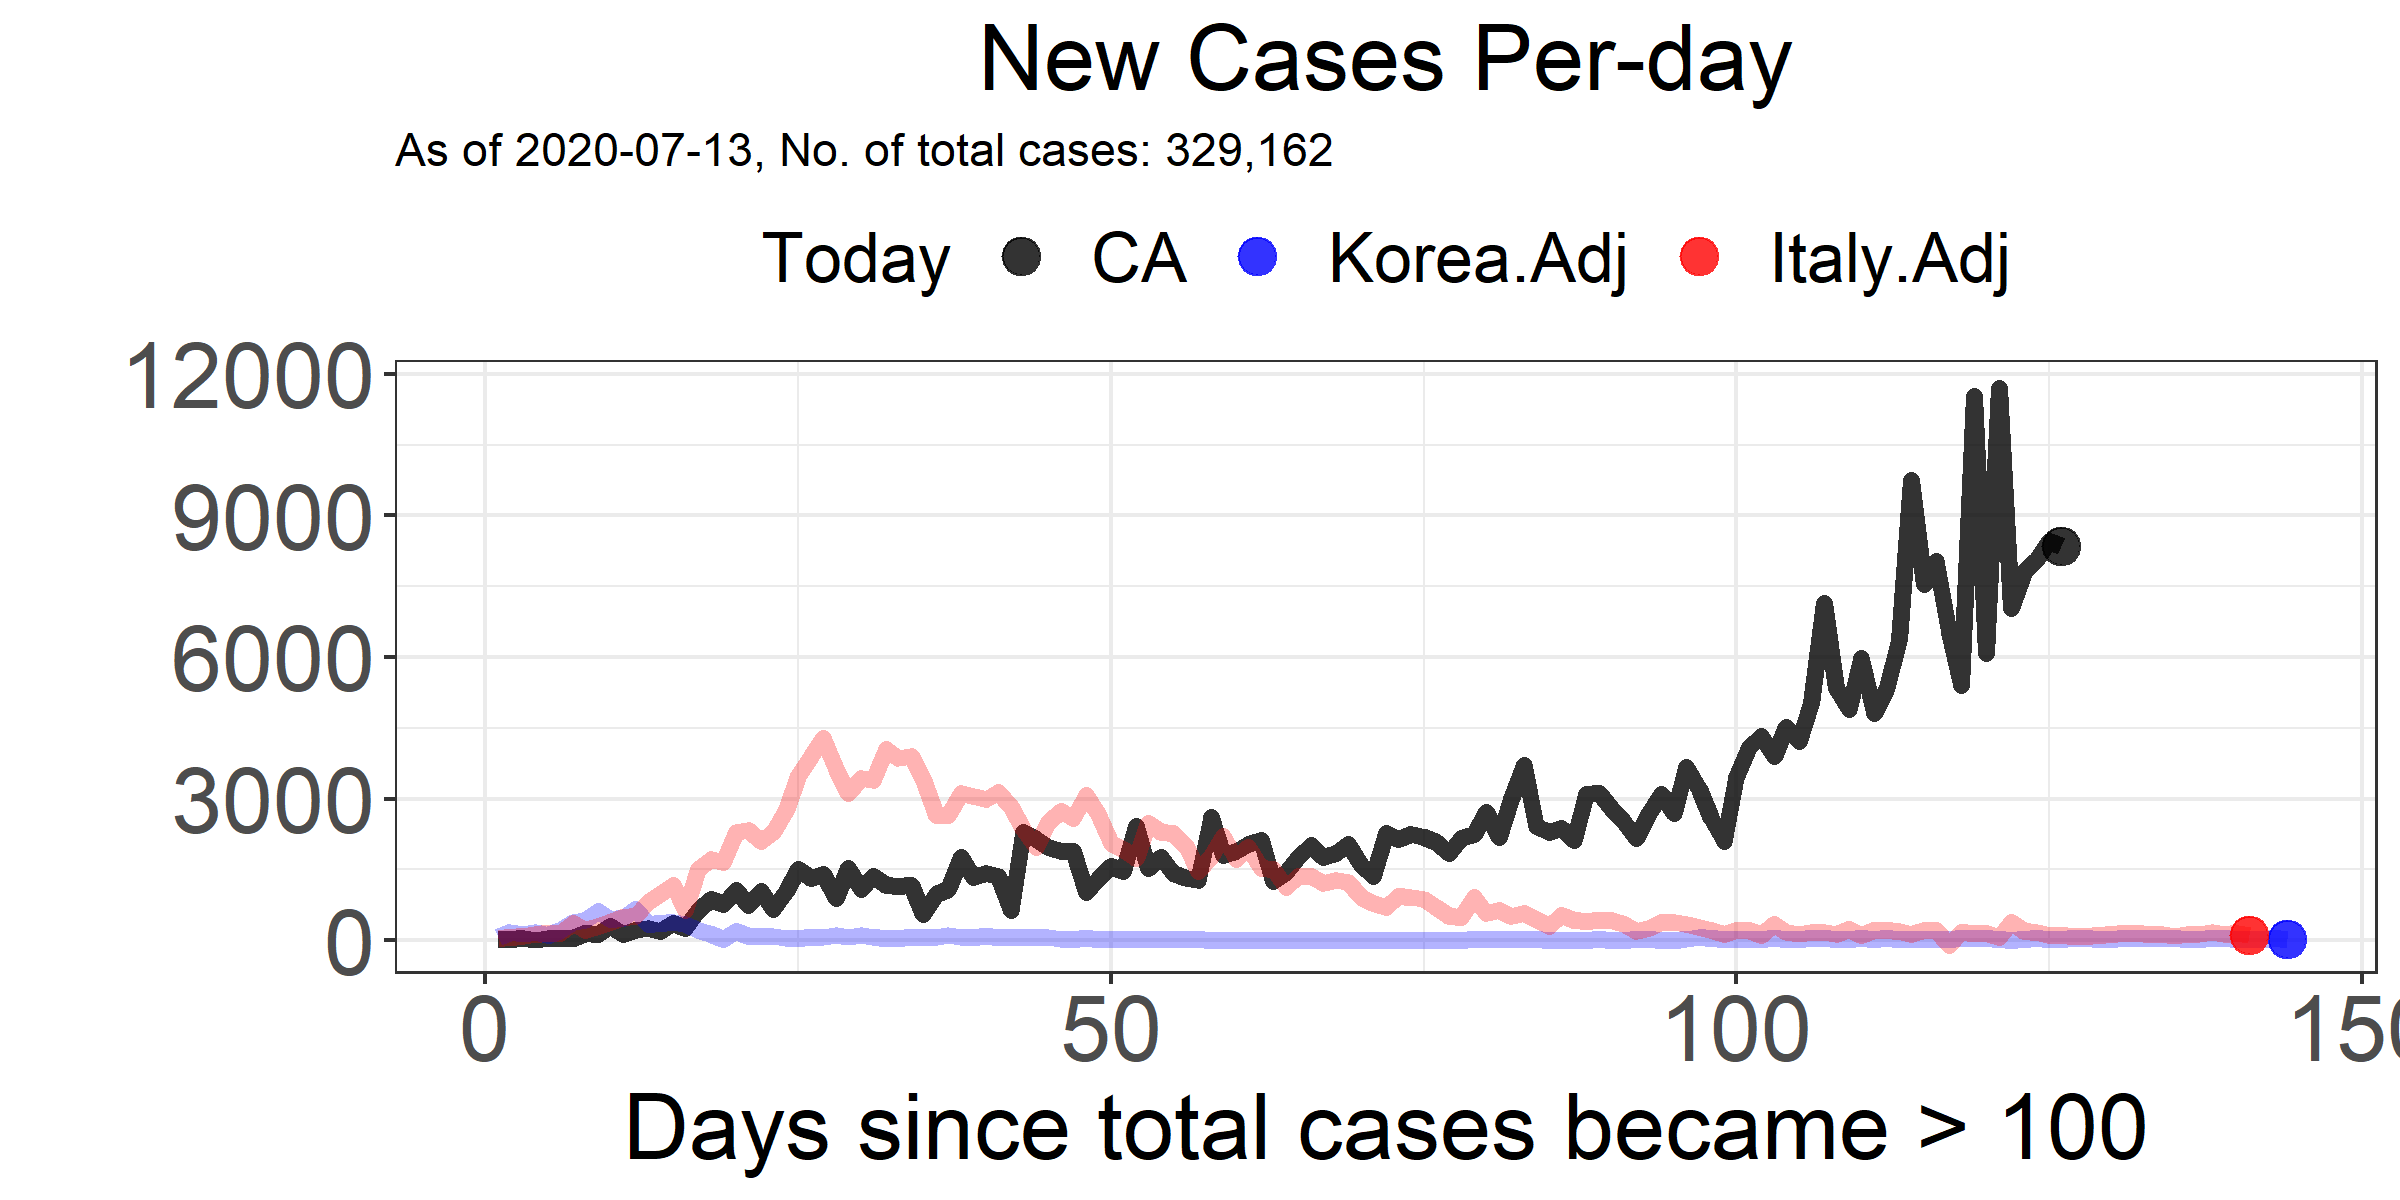 New Cases Per-day
As of 2020-07-13, No. of total cases: 329,162
Today CA Korea.Adj Italy.Adj
12000
9000
6000
3000
0
0 50 100 150
Days since total cases became > 100